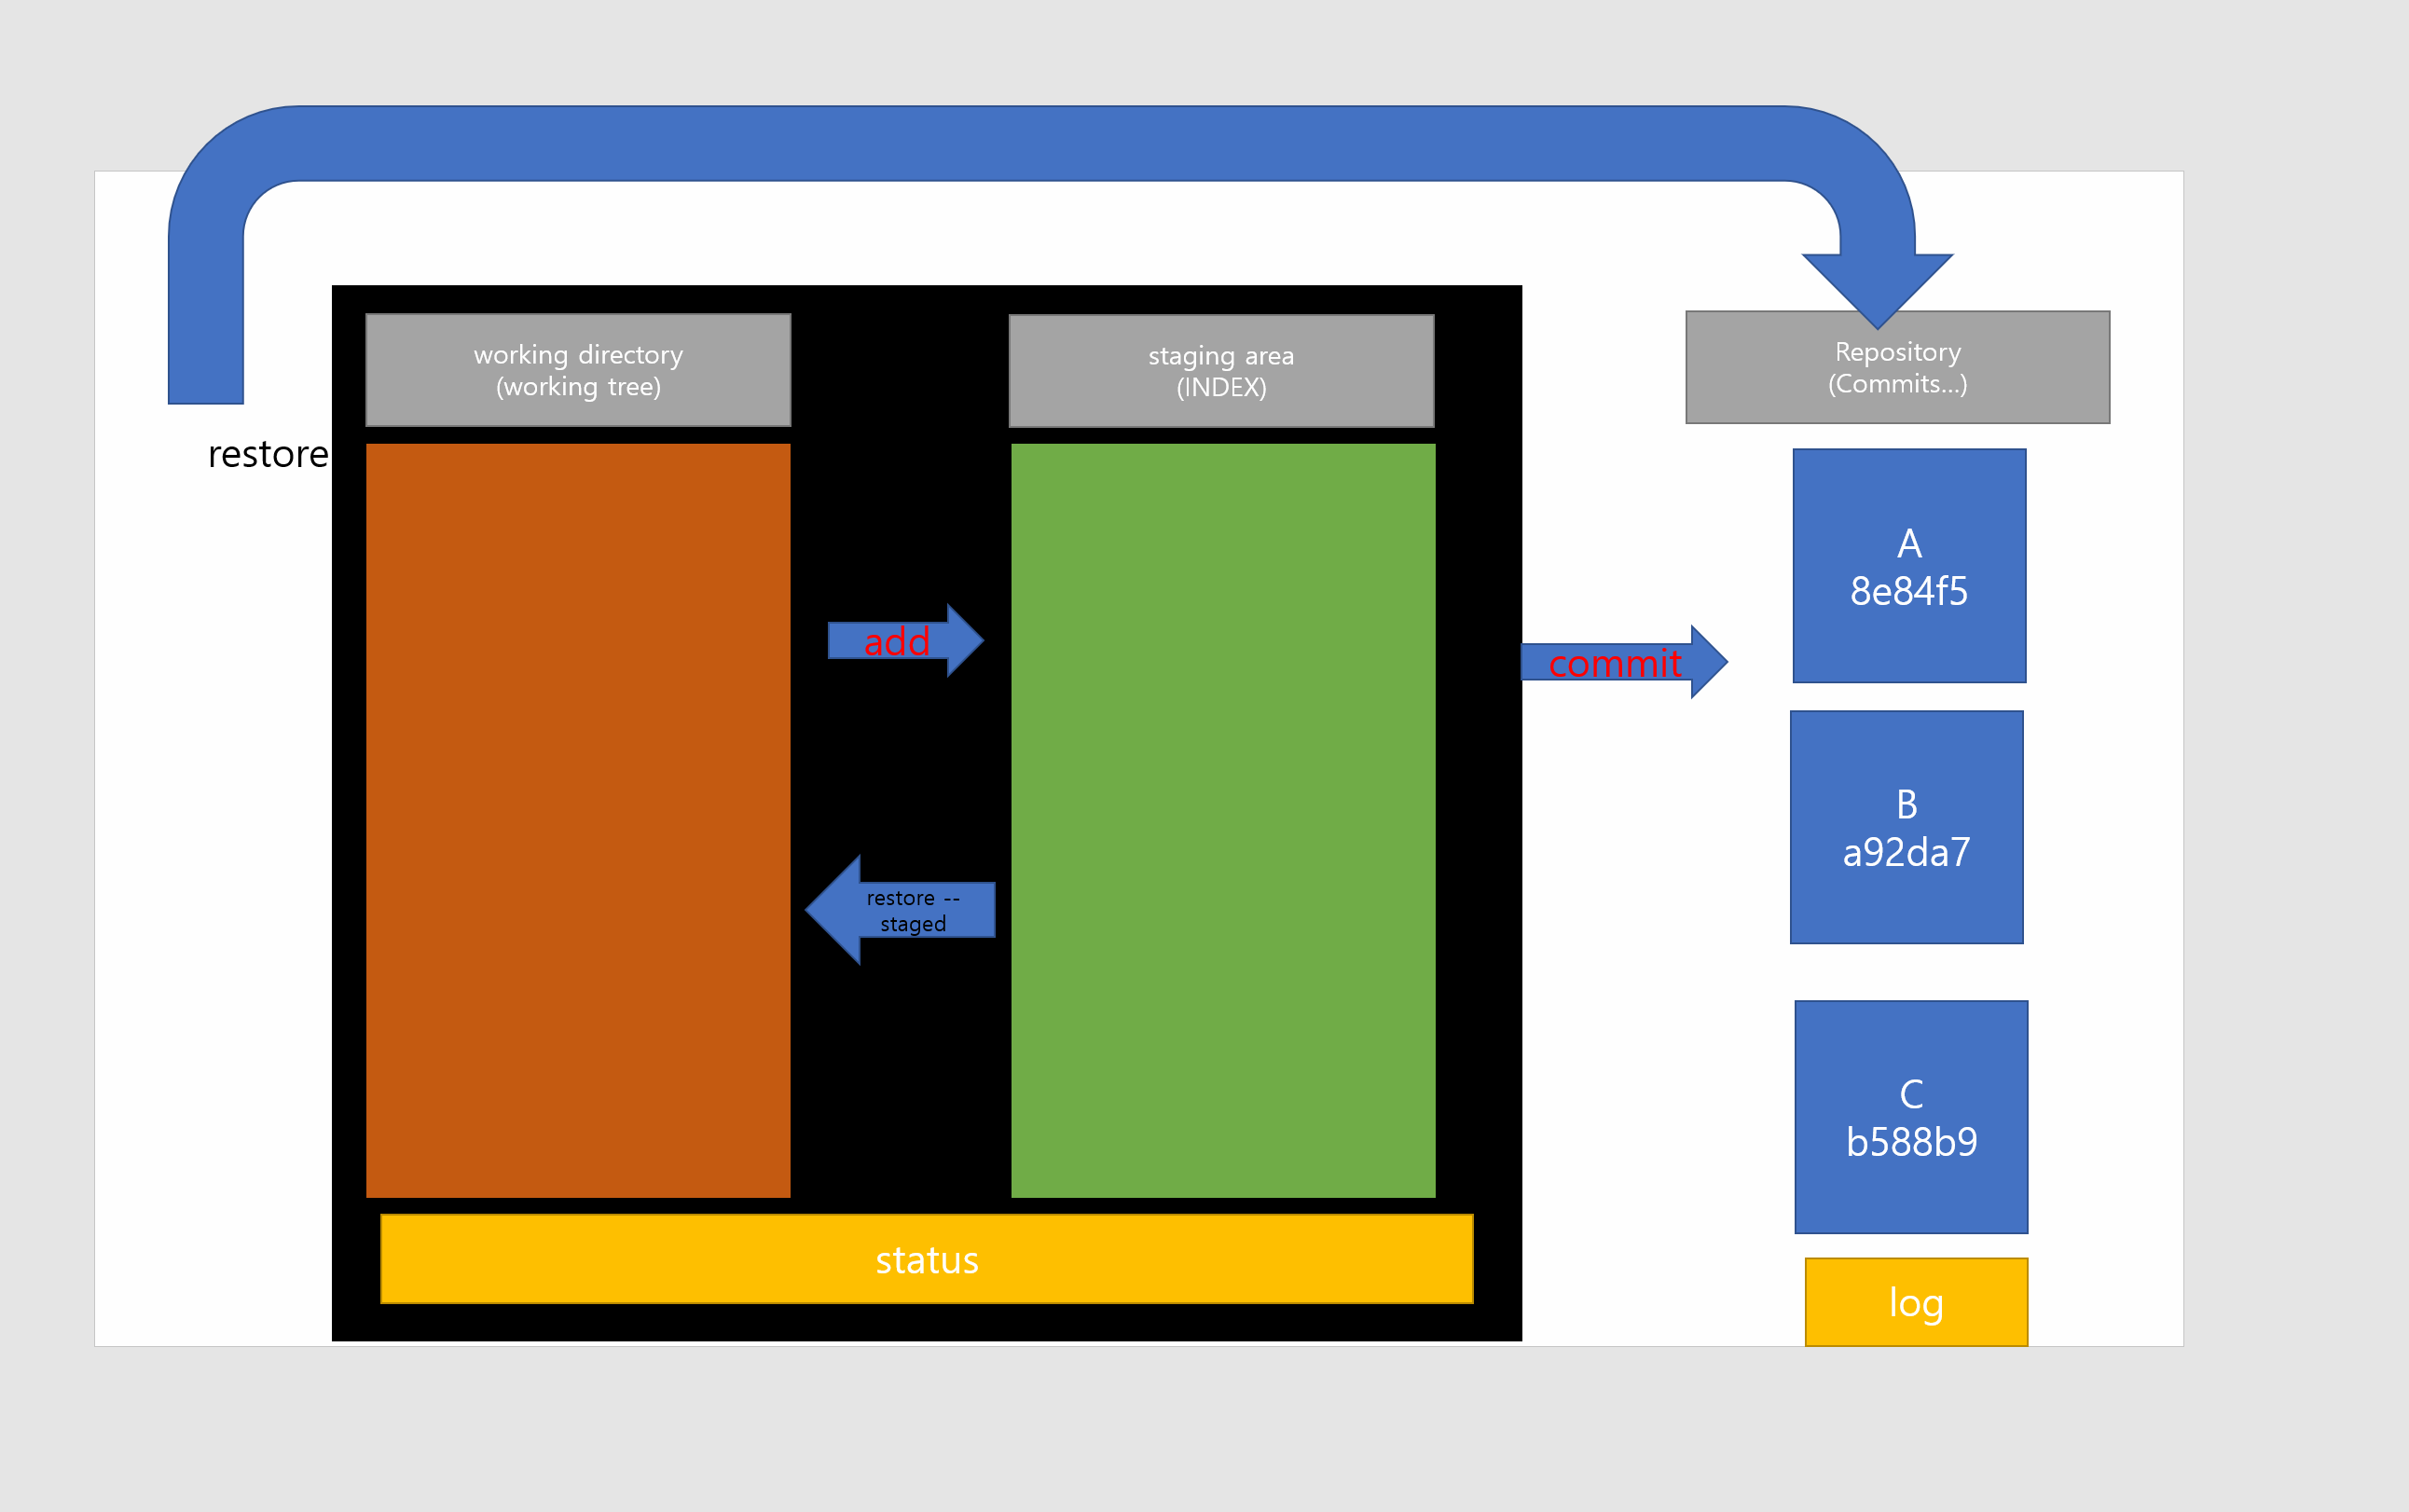 working directory
(working tree)
staging area
(INDEX)
Repository
(Commits...)
restore
A
8e84f5
add
commit
B
a92da7
restore --
staged
C
b588b9
status
log